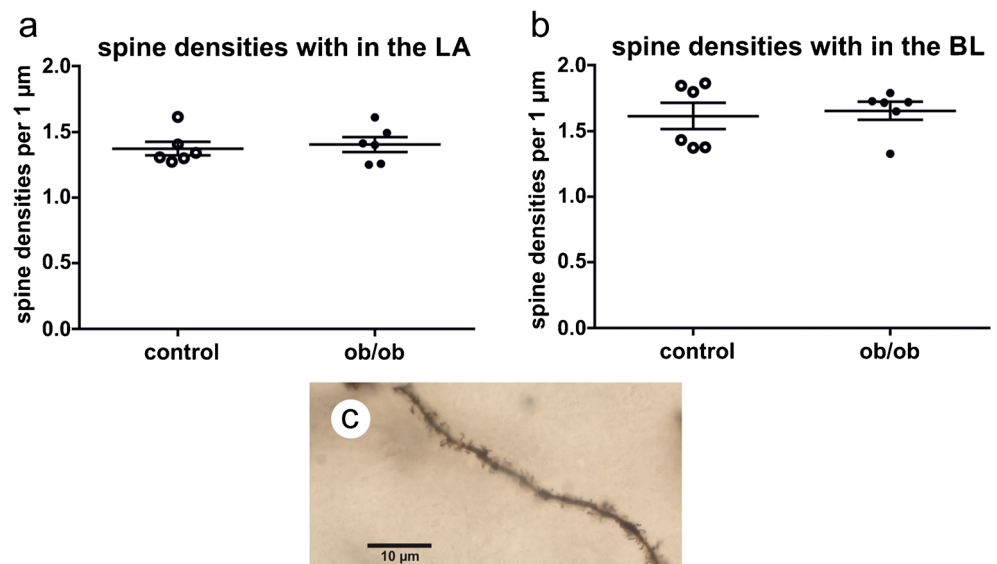 a
spine densities with in the LA
spine densities per 1 µm
2.0
1.5
1.0
0.5
0.0
control
ob/ob
b
spine densities with in the BL
spine densities per 1 µm
2.0
1.5
1.0
0.5
0.0
control
ob/ob
c
10 µm